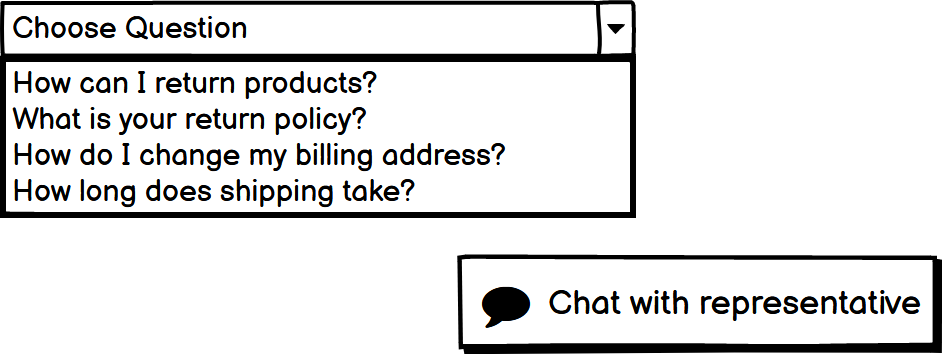 Choose Question
How can I return products?
What is your return policy?
How do I change my billing address?
How long does shipping take?
Chat with representative